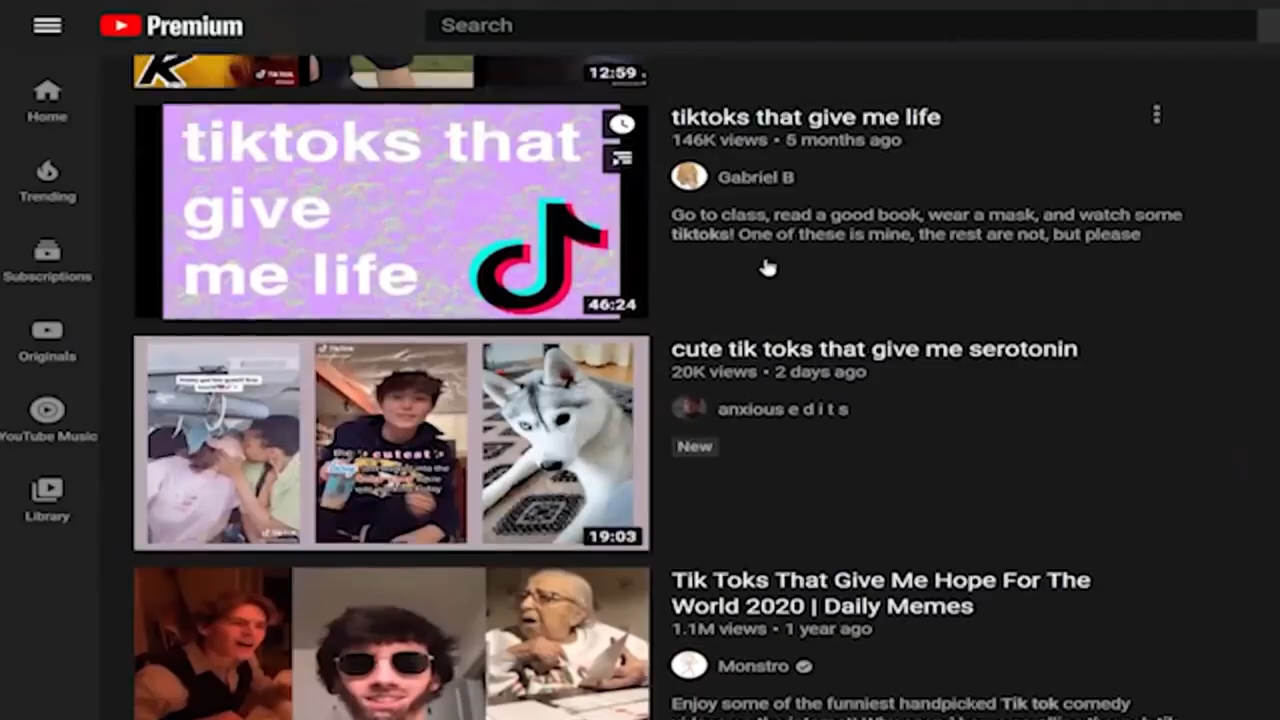 Premium
Search
Home
Trending
Subscriptions
Originals
YouTube Music
Library
12:59
tiktoks that
give
me life
46:24
tiktoks that give me life
146K views • 5 months ago
Gabriel B
Go to class, read a good book, wear a mask, and watch some
tiktoks! One of these is mine, the rest are not, but please
cutest
19:03
cute tik toks that give me serotonin
20K views • 2 days ago
anxious e d i t s
New
Tik Toks That Give Me Hope For The
World 2020 | Daily Memes
1.1M views • 1 year ago
Monstro
Enjoy some of the funniest handpicked Tik tok comedy